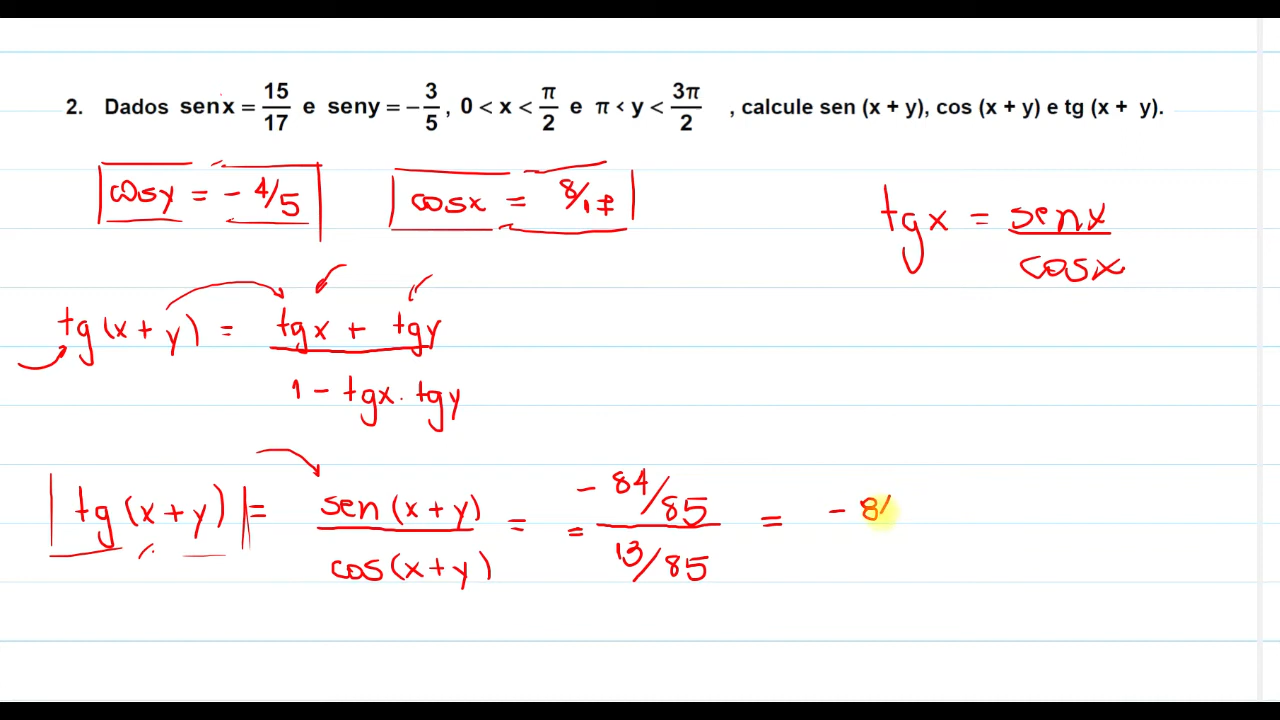 2. Dados senx = 15/17 e seny = -3/5, 0 < x < π/2 e π < y < 3π/2 , calcule sen (x + y), cos (x + y) e tg (x + y).
cosy = - 4/5 cosx = 8/17
tgx = senx/cosx
tg(x+y) = tgx + tgy / 1 - tgx . tgy
tg(x+y) = sen(x+y)/cos(x+y) = = - 84/85 / 13/85 = - 8